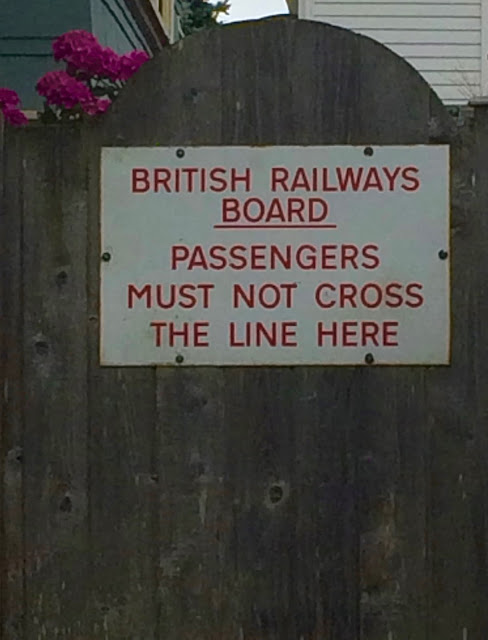 BRITISH RAILWAYS
BOARD
PASSENGERS
MUST NOT CROSS
THE LINE HERE